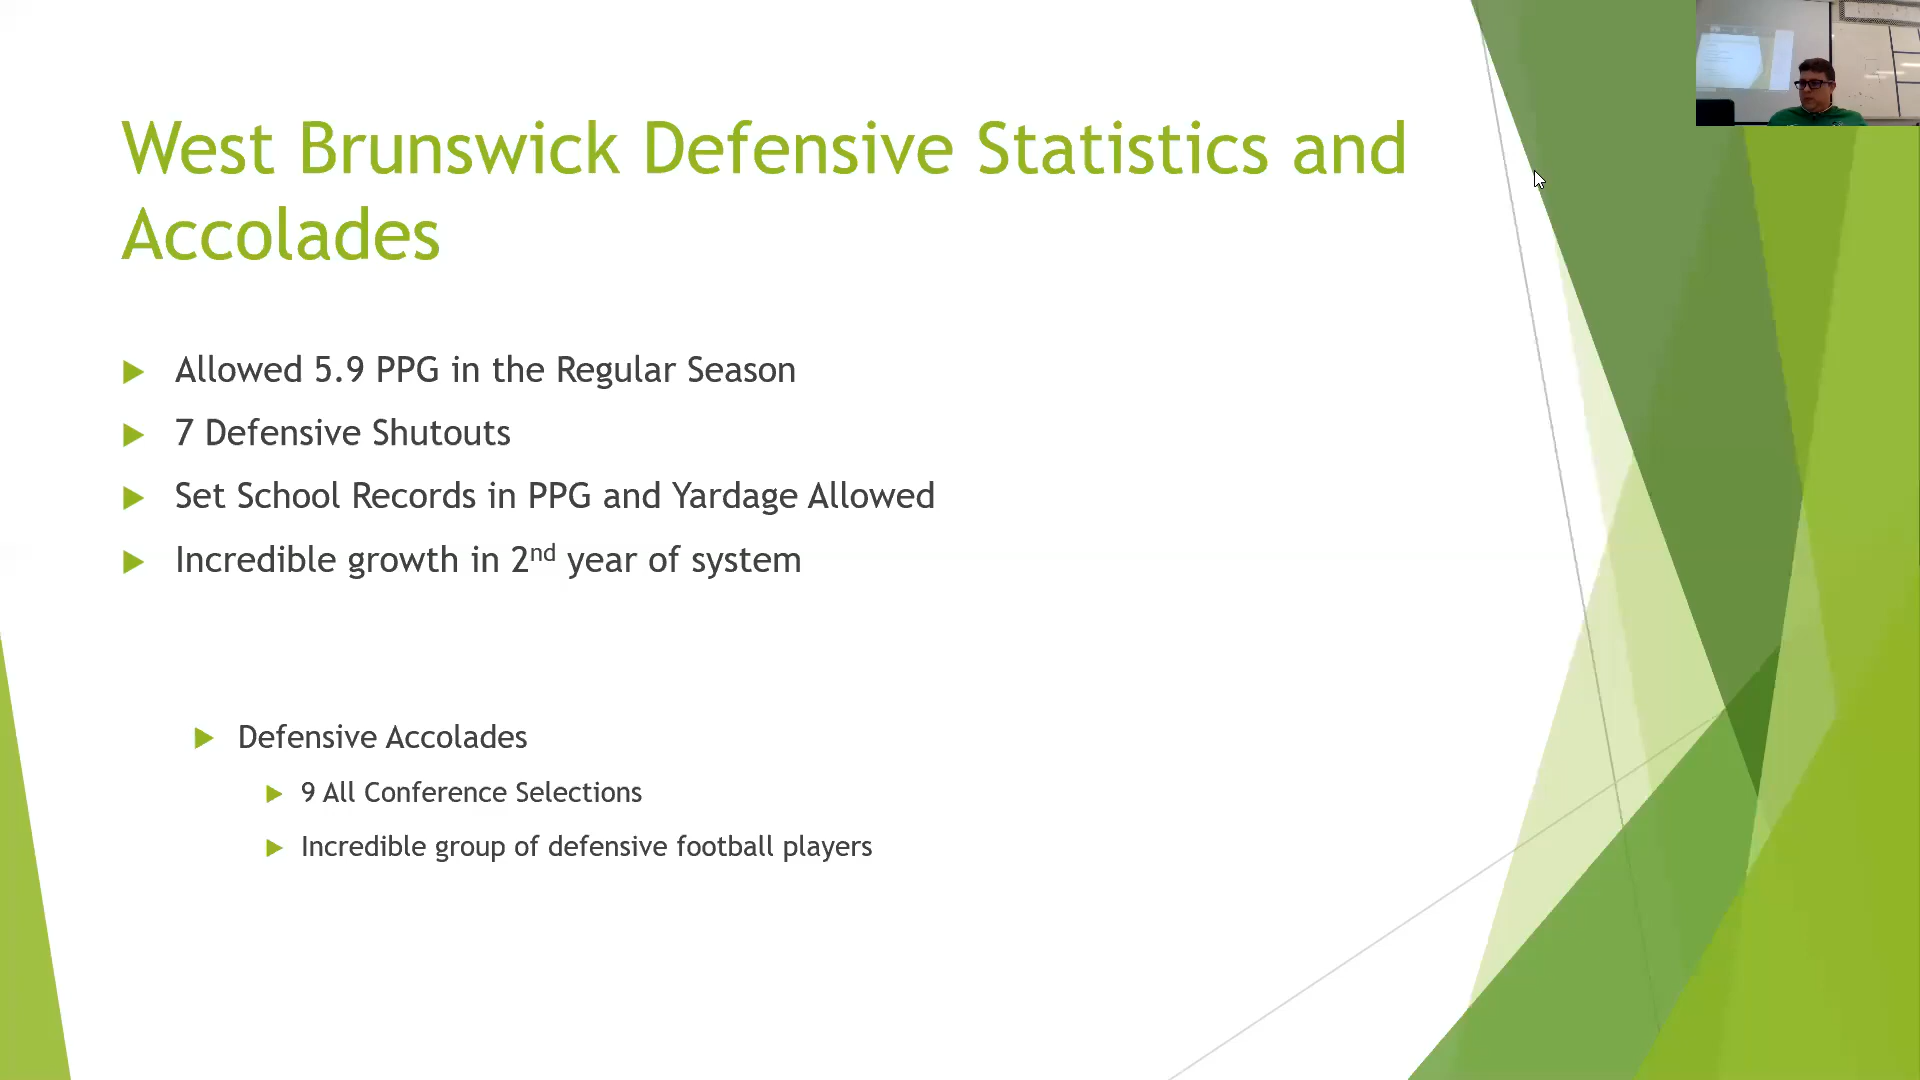 West Brunswick Defensive Statistics and
Accolades
Allowed 5.9 PPG in the Regular Season
7 Defensive Shutouts
Set School Records in PPG and Yardage Allowed
Incredible growth in 2nd year of system
Defensive Accolades
9 All Conference Selections
Incredible group of defensive football players